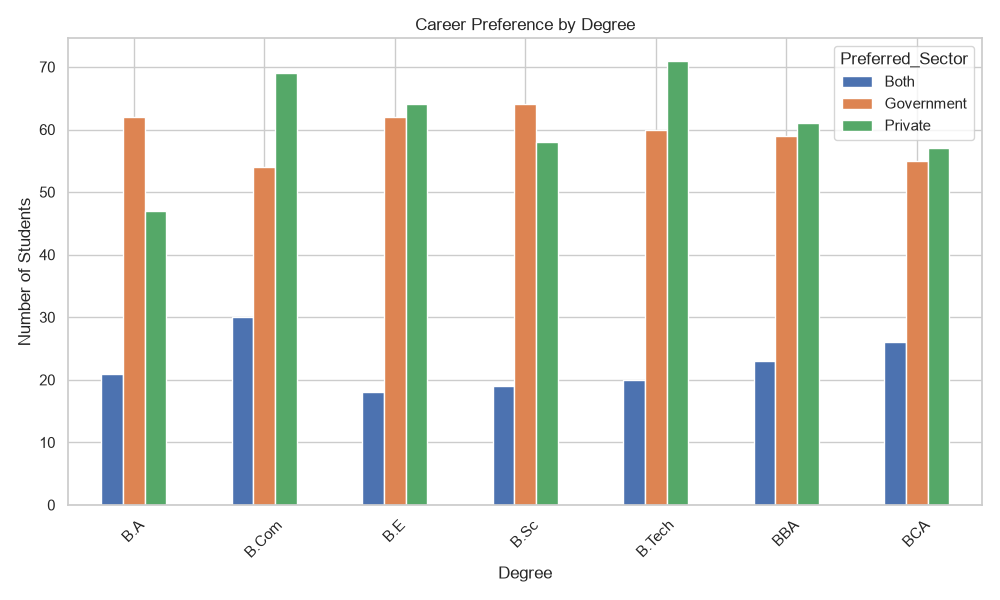 Career Preference by Degree
Preferred_Sector
Both
Government
Private
Number of Students
70
60
50
40
30
20
10
0
B.A
B.Com
B.E
B.Sc
B.Tech
BBA
BCA
Degree